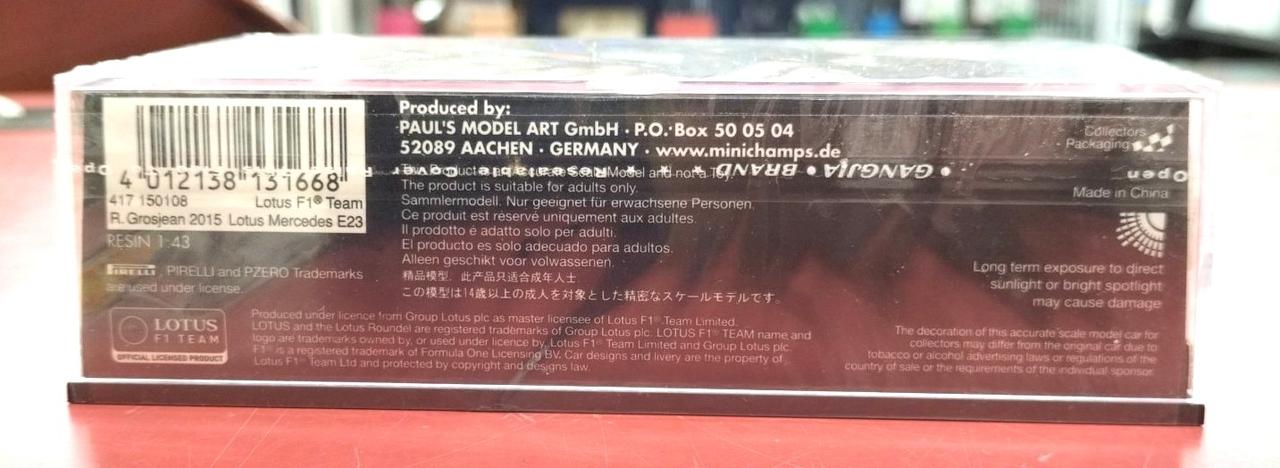 4 012138 131668
417 150108 Lotus F1® Team
R. Grosjean 2015 Lotus Mercedes E23
RESIN 1:43
PIRELLI, PIRELLI and PZERO Trademarks
are used under license.
LOTUS
F1 TEAM
OFFICIAL LICENSED PRODUCT
Produced by:
PAUL'S MODEL ART GmbH · P.O. Box 50 05 04
52089 AACHEN · GERMANY · www.minichamps.de
This Product Model and not a Toy.
The product is suitable for adults only.
Sammlermodell. Nur geeignet für erwachsene Personen.
Ce produit est réservé uniquement aux adultes.
Il prodotto é adatto solo per adulti.
El producto es solo adecuado para adultos.
Alleen geschikt voor volwassenen.
精品模型，此产品只适合成年人士
この模型は14歳以上の成人を対象とした精密なスケールモデルです。
Produced under licence from Group Lotus plc as master licensee of Lotus F1® Team Limited.
LOTUS and the Lotus Roundel are registered trademarks of Group Lotus plc. LOTUS F1® TEAM name and
logo are trademarks owned by, or used under licence by, Lotus F1® Team Limited and Group Lotus plc.
F1® is a registered trademark of Formula One Licensing BV. Car designs and livery are the property of
Lotus F1® Team Ltd and protected by copyright and designs law.
• GANGJIA • BRAND • Reseasable Cover
Open
Collectors
Packaging
Made in China
Long term exposure to direct
sunlight or bright spotlight
may cause damage
The decoration of this accurate scale model car for
collectors may differ from the original car due to
tobacco or alcohol advertising laws or regulations of the
country of sale or the requirements of the individual sponsor.